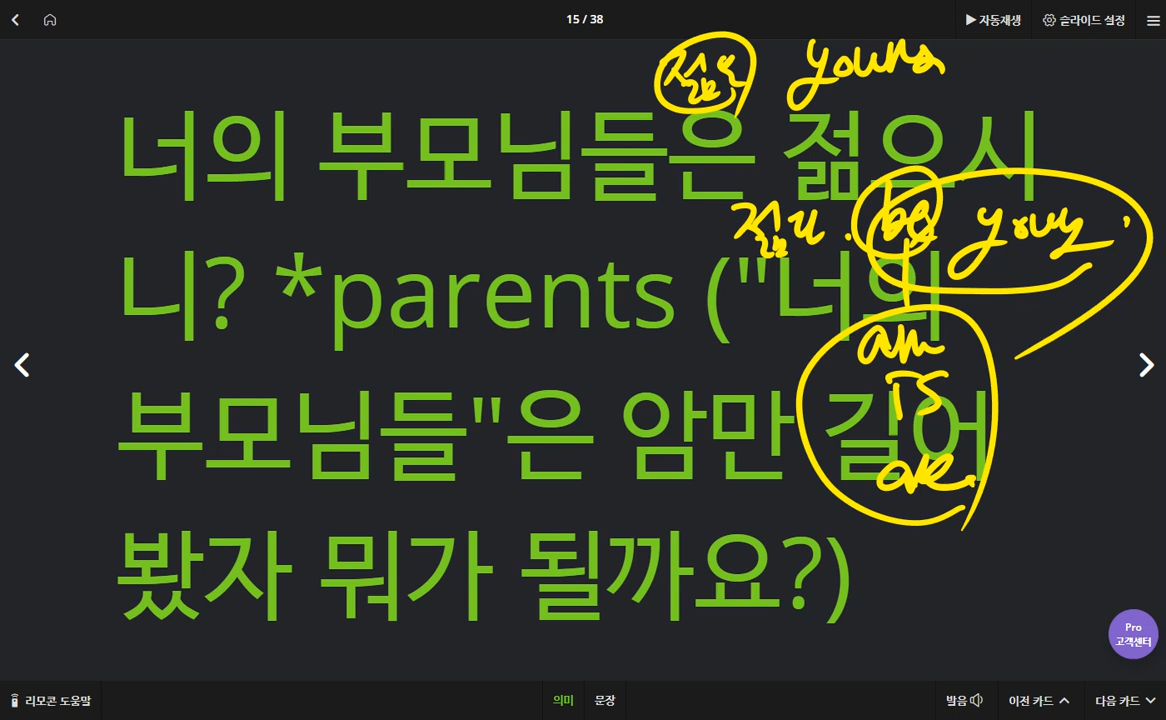 15 / 38
자동재생
슬라이드 설정
young
너의 부모님들은 젊으시
젊다. be young
니? *parents ("너의
am
is
부모님들"은 암만 길어
are
봤자 뭐가 될까요?)
Pro
고객센터
리모콘 도움말
의미
문장
발음
이전 카드
다음 카드